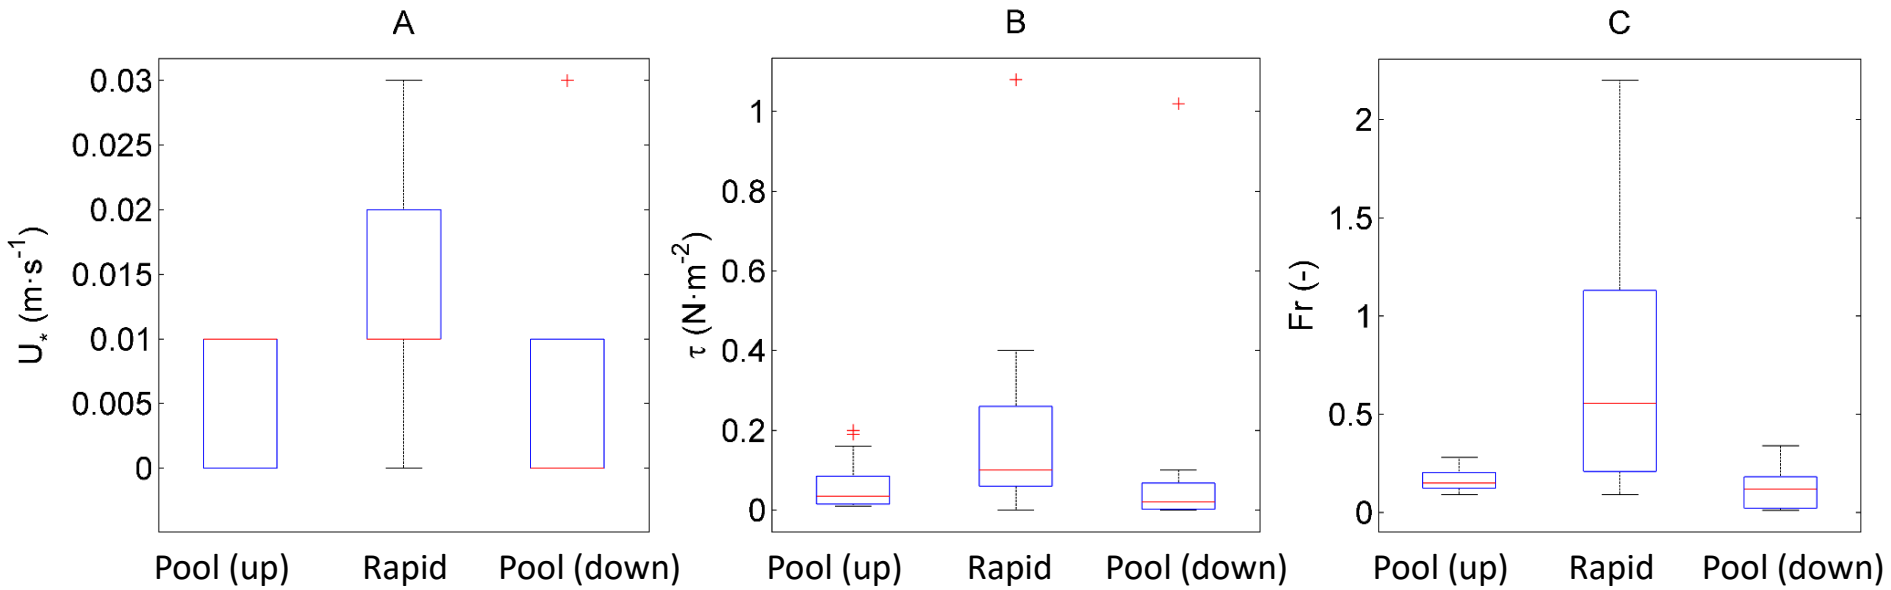 A
0.03
0.025
0.02
0.015
0.01
0.005
0
U* (m·s-1)
Pool (up) Rapid Pool (down)
B
1
0.8
0.6
0.4
0.2
0
τ (N·m-2)
Pool (up) Rapid Pool (down)
C
2
1.5
1
0.5
0
Fr (-)
Pool (up) Rapid Pool (down)